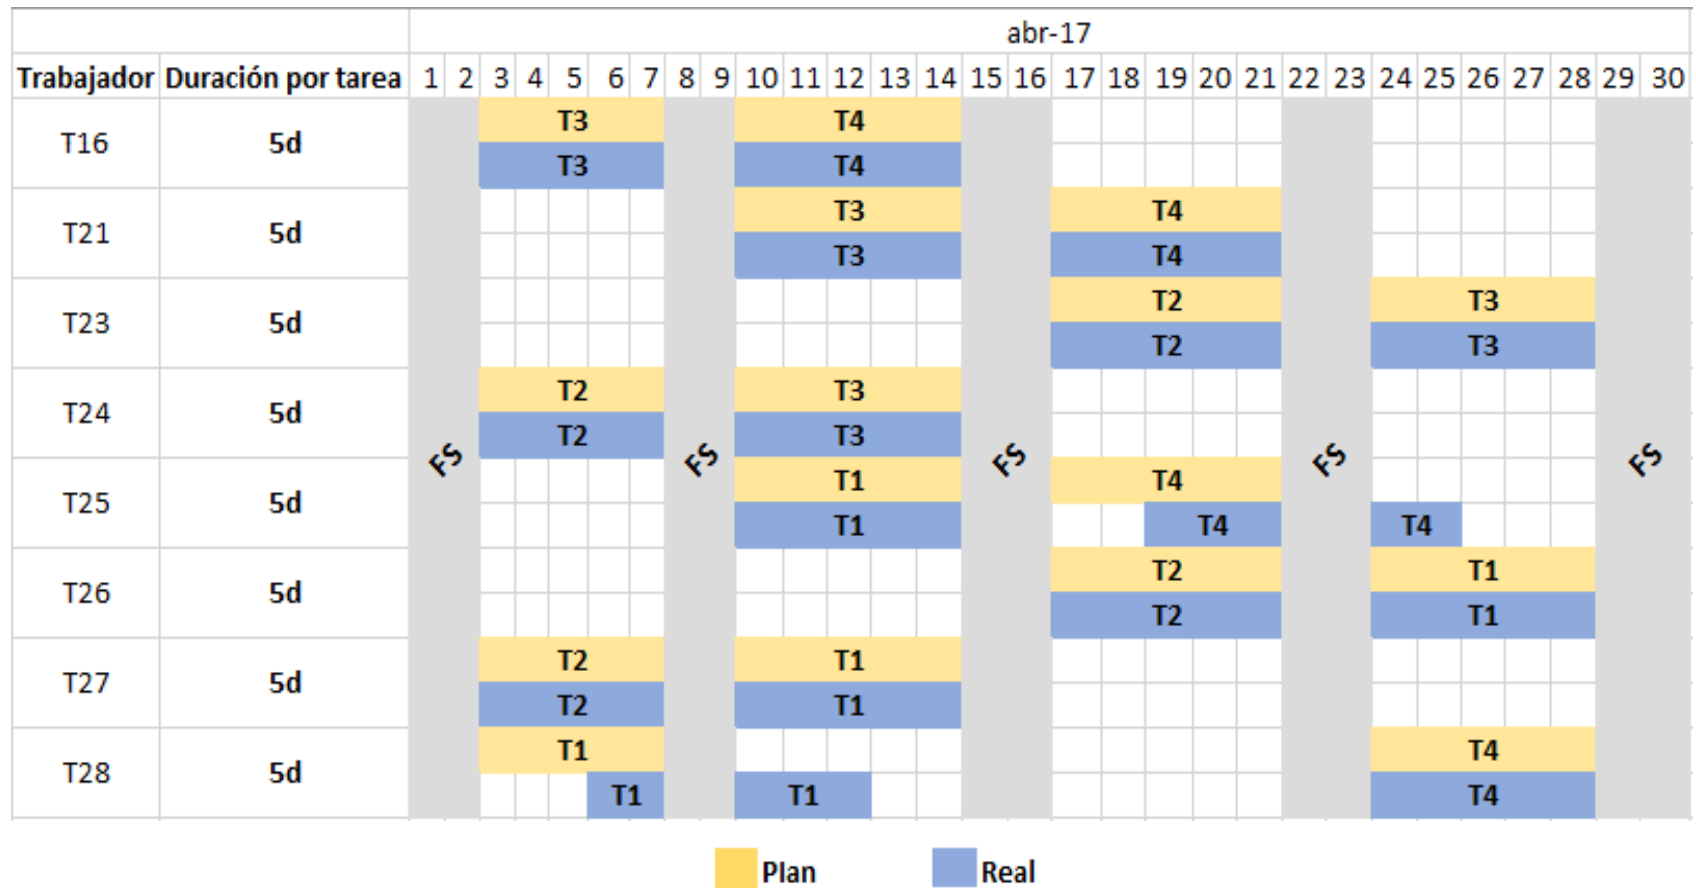 abr-17
Trabajador Duración por tarea 1 2 3 4 5 6 7 8 9 10 11 12 13 14 15 16 17 18 19 20 21 22 23 24 25 26 27 28 29 30
T3 T4
T16 5d
T3 T4
T3 T4
T21 5d
T3 T4
T2 T3
T23 5d
T2 T3
T2 T3
T24 5d
T2 T3
FS FS FS FS FS
T1 T4
T25 5d
T1 T4 T4
T2 T1
T26 5d
T2 T1
T2 T1
T27 5d
T2 T1
T1 T4
T28 5d
T1 T1 T4
Plan Real